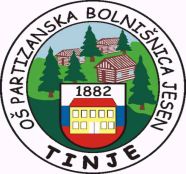 OŠ PARTIZANSKA BOLNIŠNICA JESEN
1882
TINJE